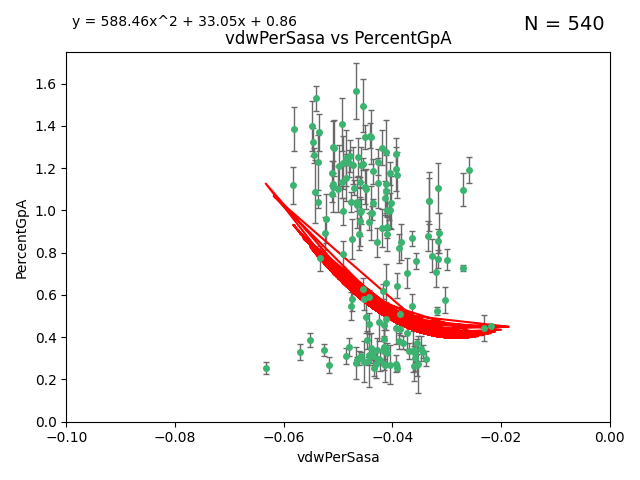 y = 588.46x^2 + 33.05x + 0.86
N = 540
vdwPerSasa vs PercentGpA
1.6
1.4
1.2
1.0
0.8
0.6
0.4
0.2
0.0
PercentGpA
−0.10 −0.08 −0.06 −0.04 −0.02 0.00
vdwPerSasa